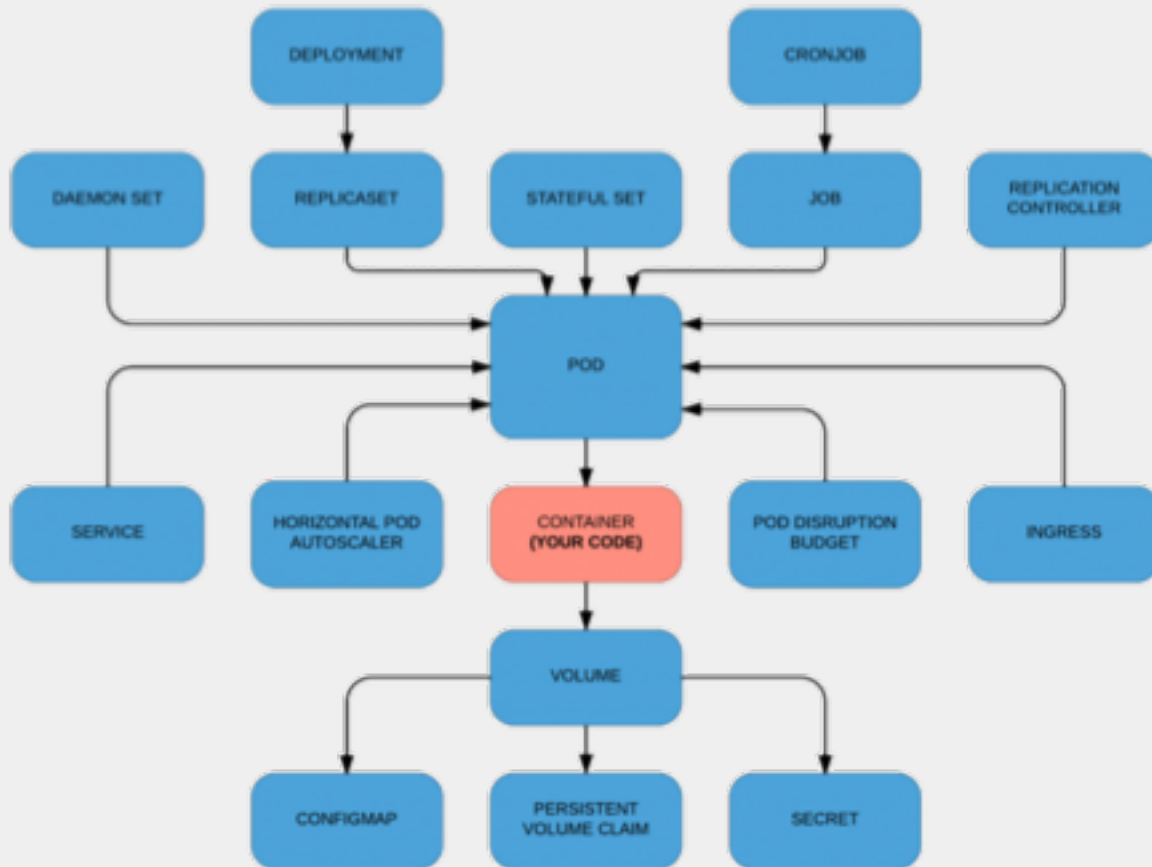 DEPLOYMENT
CRONJOB
DAEMON SET
REPLICASET
STATEFUL SET
JOB
REPLICATION
CONTROLLER
POD
SERVICE
HORIZONTAL POD
AUTOSCALER
CONTAINER
(YOUR CODE)
POD DISRUPTION
BUDGET
INGRESS
VOLUME
CONFIGMAP
PERSISTENT
VOLUME CLAIM
SECRET